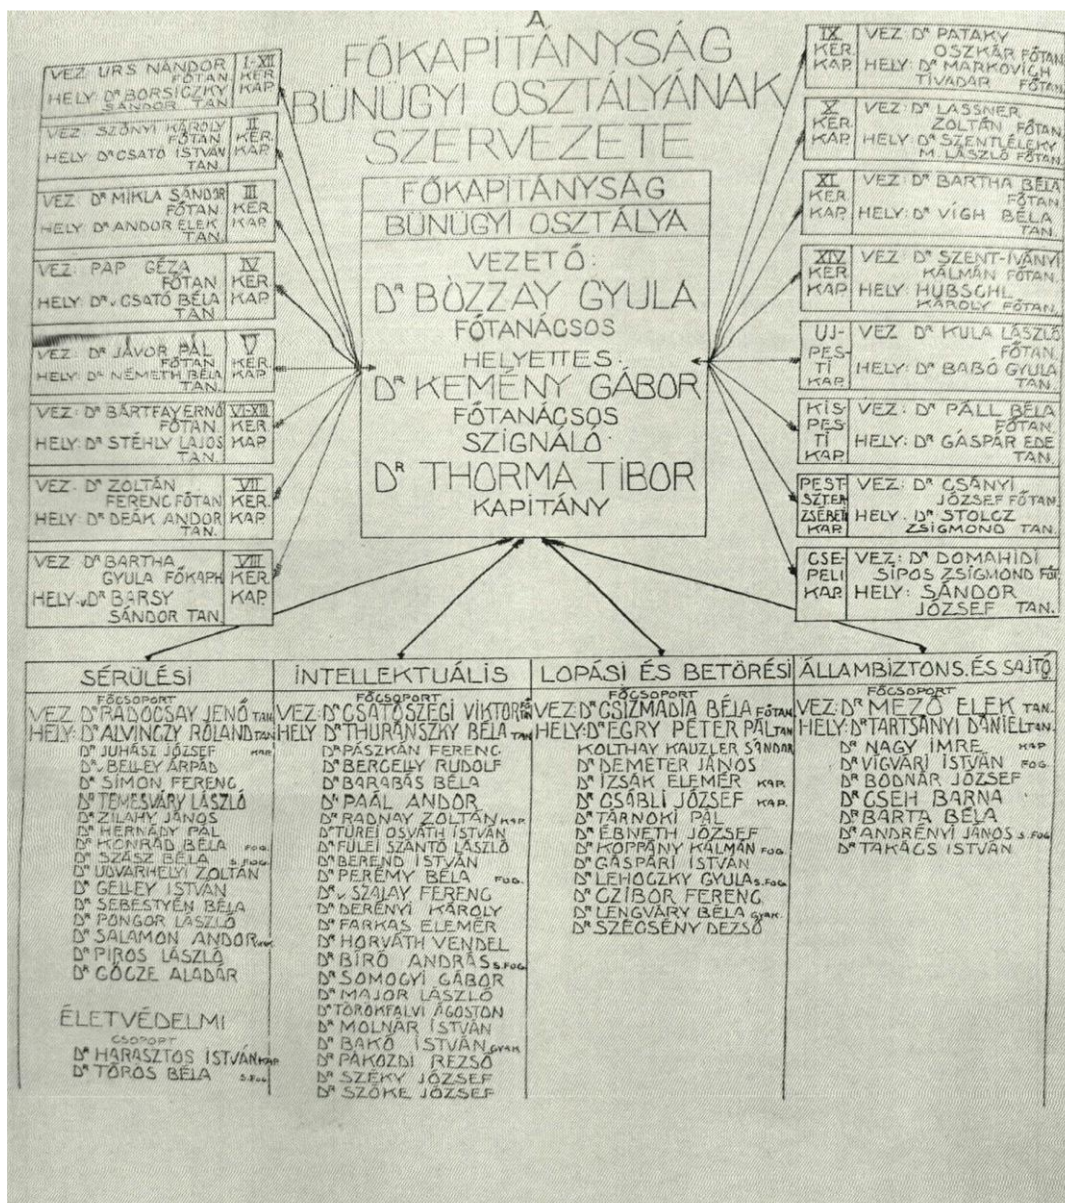 A
FŐKAPITÁNYSÁG
BÜNÜGYI OSZTÁLYÁNAK
SZERVEZETE
VEZ: URS NÁNDOR
FŐTAN.
HELY: Dᴿ BORSICZKY
SÁNDOR TAN
I-XII
KER
KAP.
VEZ: SZŐNYI KÁROLY
FŐTAN
HELY: Dᴿ CSATÓ ISTVÁN
TAN.
II
KER.
KAP.
VEZ: Dᴿ MIKLA SÁNDOR
FŐTAN
HELY: Dᴿ ANDOR ELEK
TAN.
III
KER.
KAP.
VEZ: PAP GÉZA
FŐTAN
HELY: Dᴿ v CSATÓ BÉLA
TAN
IV
KER
KAP
VEZ: Dᴿ JÁVOR PÁL
FŐTAN
HELY: Dᴿ NÉMETH BÉLA
TAN.
V
KER
KAP
VEZ: Dᴿ BÁRTFAY ERNŐ
FŐTAN.
HELY: Dᴿ STÉHLY LAJOS
TAN.
VI-XIII
KER
KAP
VEZ: Dᴿ ZOLTÁN
FERENC FŐTAN
HELY: Dᴿ DEÁK ANDOR
TAN.
VII
KER.
KAP
VEZ: Dᴿ BARTHA
GYULA FŐKAPH
HELY: v Dᴿ BARSY
SÁNDOR TAN
VIII
KER.
KAP.
FŐKAPITÁNYSÁG
BÜNÜGYI OSZTÁLYA
VEZETŐ:
Dᴿ BOZZAY GYULA
FŐTANÁCSOS
HELYETTES:
Dᴿ KEMÉNY GÁBOR
FŐTANÁCSOS
SZIGNÁLÓ:
Dᴿ THORMA TIBOR
KAPITÁNY
IX
KER.
KAP.
VEZ: Dᴿ PATAKY
OSZKÁR FŐTAN
HELY: Dᴿ MARKOVICH
TIVADAR FŐTAN.
X
KER
KAP
VEZ: Dᴿ LASSNER
ZOLTÁN FŐTAN
HELY: Dᴿ SZENTLÉLEKY
M. LÁSZLÓ FŐTAN.
XI
KER
KAP.
VEZ: Dᴿ BARTHA BÉLA
FŐTAN
HELY: Dᴿ VÍGH BÉLA
TAN.
XIV
KER
KAP
VEZ: Dᴿ SZENT-IVÁNYI
KÁLMÁN FŐTAN.
HELY: HUBSCHL
KÁROLY FŐTAN.
UJ-
PES-
TI
KAP.
VEZ Dᴿ KULA LÁSZLÓ
FŐTAN.
HELY: Dᴿ BABÓ GYULA
TAN.
KIS
PES
TI
KAP.
VEZ: Dᴿ PÁLL BÉLA
FŐTAN.
HELY: Dᴿ GÁSPÁR EDE
TAN.
PEST-
SZTER
ZSÉBETI
KAP
VEZ: Dᴿ CSÁNYI
JÓZSEF FŐTAN.
HELY. Dᴿ STOLCZ
ZSIGMOND TAN.
CSE-
PELI
KAP.
VEZ: Dᴿ DOMAHIDI
SIPOS ZSIGMOND FŐT.
HELY: SÁNDOR
JÓZSEF TAN.
SÉRÜLÉSI
FŐCSOPORT
VEZ Dᴿ RADOCSAY JENŐ TAN.
HELY: Dᴿ ALVINCZY ROLAND TAN
Dᴿ JUHÁSZ JÓZSEF KAP.
Dᴿ v BELLEY ÁRPÁD
Dᴿ SIMON FERENC
Dᴿ TEMESVÁRY LÁSZLÓ
Dᴿ ZILAHY JÁNOS
Dᴿ HERNÁDY PÁL
Dᴿ KONRÁD BÉLA FOG.
Dᴿ SZÁSZ BÉLA S.FOG.
Dᴿ UDVARHELYI ZOLTÁN
Dᴿ GELLEY ISTVÁN
Dᴿ SEBESTYÉN BÉLA
Dᴿ PONGOR LÁSZLÓ
Dᴿ SALAMON ANDOR
Dᴿ PIROS LÁSZLÓ
Dᴿ GŐCZE ALADÁR
ÉLETVÉDELMI
CSOPORT
Dᴿ HARASZTOS ISTVÁN KAP.
Dᴿ TÖRÖS BÉLA S.FOG.
INTELLEKTUÁLIS
FŐCSOPORT
VEZ: Dᴿ CSATÓSZEGI VIKTOR FŐTAN
HELY Dᴿ THURÁNSZKY BÉLA TAN
Dᴿ PÁSZKÁN FERENC
Dᴿ BERGELLY RUDOLF
Dᴿ BARABÁS BÉLA
Dᴿ PAÁL ANDOR
Dᴿ RADNAY ZOLTÁN KAP.
Dᴿ TÜREI OSVÁTH ISTVÁN
Dᴿ FÜLEI SZÁNTÓ LÁSZLÓ
Dᴿ BEREND ISTVÁN
Dᴿ PERÉMY BÉLA FOG.
Dᴿ v SZALAY FERENC
Dᴿ DERÉNYI KÁROLY
Dᴿ FARKAS ELEMÉR
Dᴿ HORVÁTH VENDEL
Dᴿ BIRÓ ANDRÁS S.FOG.
Dᴿ SOMOGYI GÁBOR
Dᴿ MAJOR LÁSZLÓ
Dᴿ TÖRÖKFALVI ÁGOSTON
Dᴿ MOLNÁR ISTVÁN
Dᴿ BAKÓ ISTVÁN GYAK.
Dᴿ PÁKOZDI REZSŐ
Dᴿ SZÉKY JÓZSEF
Dᴿ SZŐKE JÓZSEF
LOPÁSI ÉS BETÖRÉSI
FŐCSOPORT
VEZ: Dᴿ CSIZMADIA BÉLA FŐTAN.
HELY: Dᴿ EGRY PÉTER PÁL TAN
KOLTHAY KAUZLER SÁNDOR
Dᴿ DEMETER JÁNOS
Dᴿ IZSÁK ELEMÉR KAP.
Dᴿ CSÁBLI JÓZSEF KAP.
Dᴿ TÁRNOKI PÁL
Dᴿ ÉBNETH JÓZSEF
Dᴿ KOPPÁNY KÁLMÁN FOG.
Dᴿ GÁSPÁRI ISTVÁN
Dᴿ LEHOCZKY GYULA S.FOG.
Dᴿ CZIBOR FERENC
Dᴿ LENGVÁRY BÉLA GYAK.
Dᴿ SZÉCSÉNY DEZSŐ
ÁLLAMBIZTONS. ÉS SAJTÓ
FŐCSOPORT
VEZ: Dᴿ MEZŐ ELEK TAN.
HELY: Dᴿ TARTSÁNYI DÁNIEL TAN.
Dᴿ NAGY IMRE KAP
Dᴿ VÍGVÁRI ISTVÁN FOG.
Dᴿ BODNÁR JÓZSEF
Dᴿ CSEH BARNA
Dᴿ BARTA BÉLA
Dᴿ ANDRÉNYI JÁNOS S.FOG.
Dᴿ TAKÁCS ISTVÁN